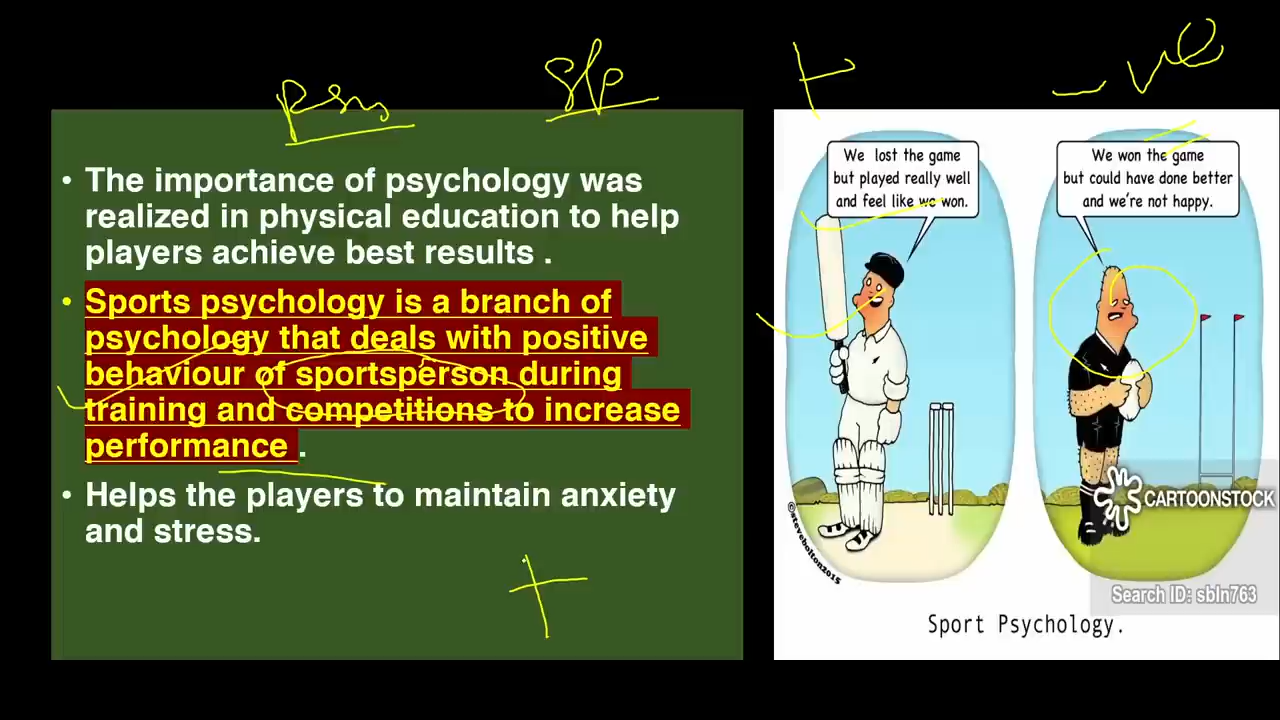 + -ve
• The importance of psychology was
realized in physical education to help
players achieve best results .
• Sports psychology is a branch of
psychology that deals with positive
behaviour of sportsperson during
training and competitions to increase
performance .
• Helps the players to maintain anxiety
and stress.
+
We lost the game
but played really well
and feel like we won.
We won the game
but could have done better
and we're not happy.
©stevebolton2015
CARTOONSTOCK
Search ID: sbln763
Sport Psychology.